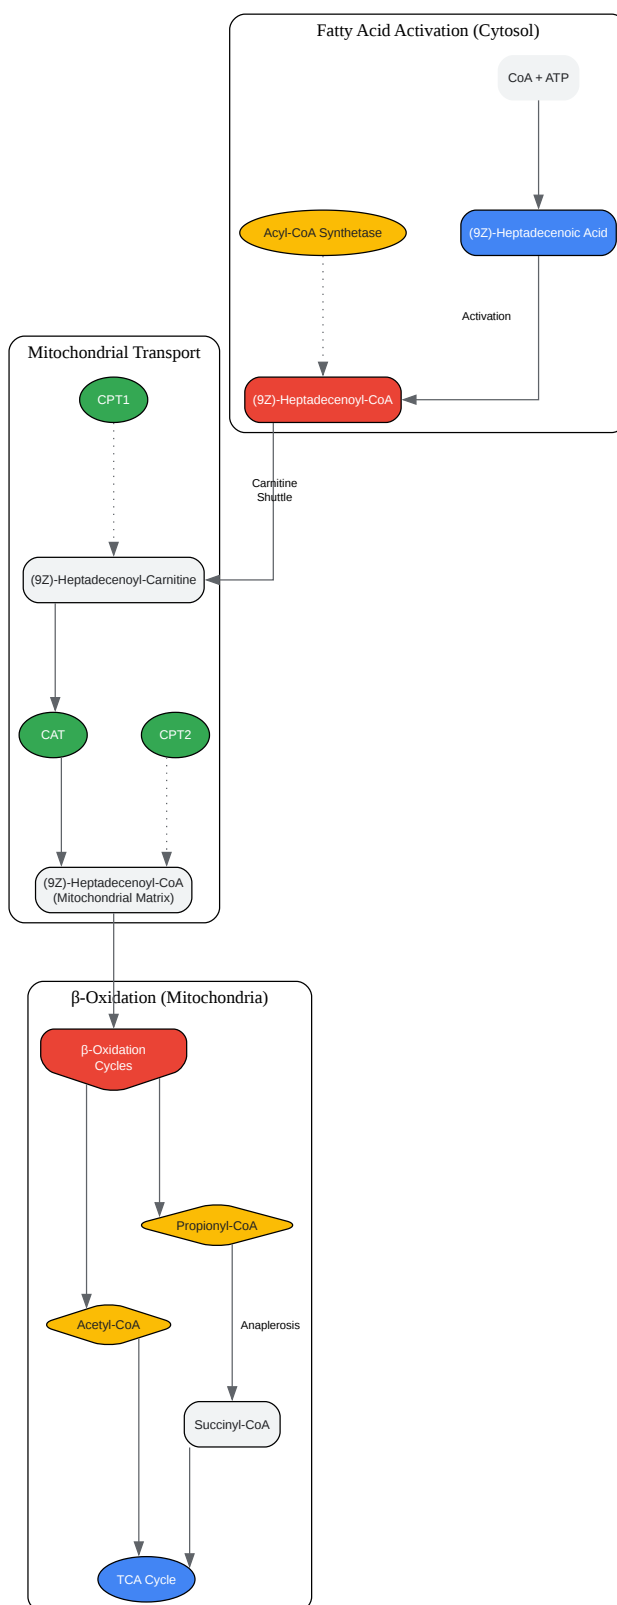 Fatty Acid Activation (Cytosol)
CoA + ATP
Acyl-CoA Synthetase
(9Z)-Heptadecenoic Acid
Activation
(9Z)-Heptadecenoyl-CoA
Mitochondrial Transport
CPT1
Carnitine
Shuttle
(9Z)-Heptadecenoyl-Carnitine
CAT
CPT2
(9Z)-Heptadecenoyl-CoA
(Mitochondrial Matrix)
β-Oxidation (Mitochondria)
β-Oxidation
Cycles
Propionyl-CoA
Acetyl-CoA
Anaplerosis
Succinyl-CoA
TCA Cycle